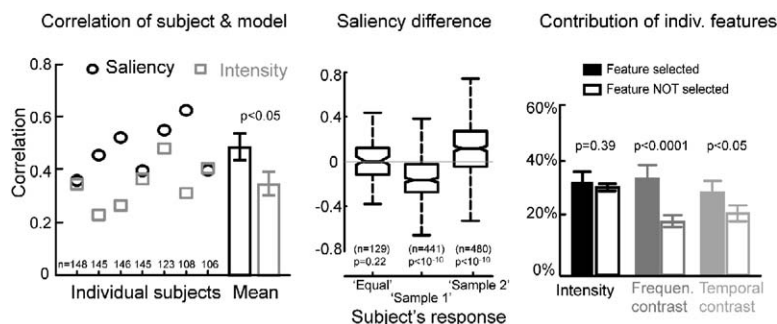 Correlation of subject & model
Saliency
Intensity
p<0.05
Correlation
0.8
0.6
0.4
0.2
0
n=148 145 146 145 123 108 106
Individual subjects
Mean
Saliency difference
0.8
0.4
0
-0.4
-0.8
(n=129) (n=441) (n=480)
p=0.22 p<10⁻¹⁰ p<10⁻¹⁰
'Equal' 'Sample 2'
'Sample 1'
Subject's response
Contribution of indiv. features
Feature selected
Feature NOT selected
60%
40%
20%
0%
p=0.39 p<0.0001 p<0.05
Intensity Frequen. Temporal
contrast contrast